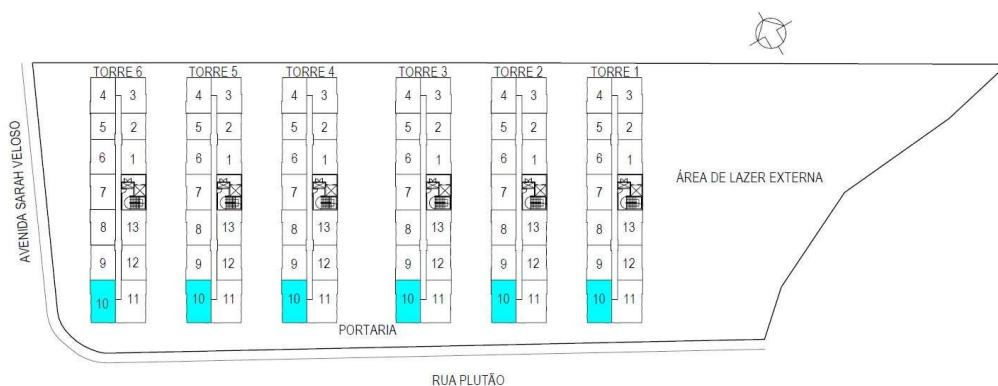 TORRE 6 TORRE 5 TORRE 4 TORRE 3 TORRE 2 TORRE 1
4 3 4 3 4 3 4 3 4 3 4 3
5 2 5 2 5 2 5 2 5 2 5 2
6 1 6 1 6 1 6 1 6 1 6 1
7 7 7 7 7 7
ÁREA DE LAZER EXTERNA
AVENIDA SARAH VELOSO
8 13 8 13 8 13 8 13 8 13 8 13
9 12 9 12 9 12 9 12 9 12 9 12
10 11 10 11 10 11 10 11 10 11 10 11
PORTARIA
RUA PLUTÃO